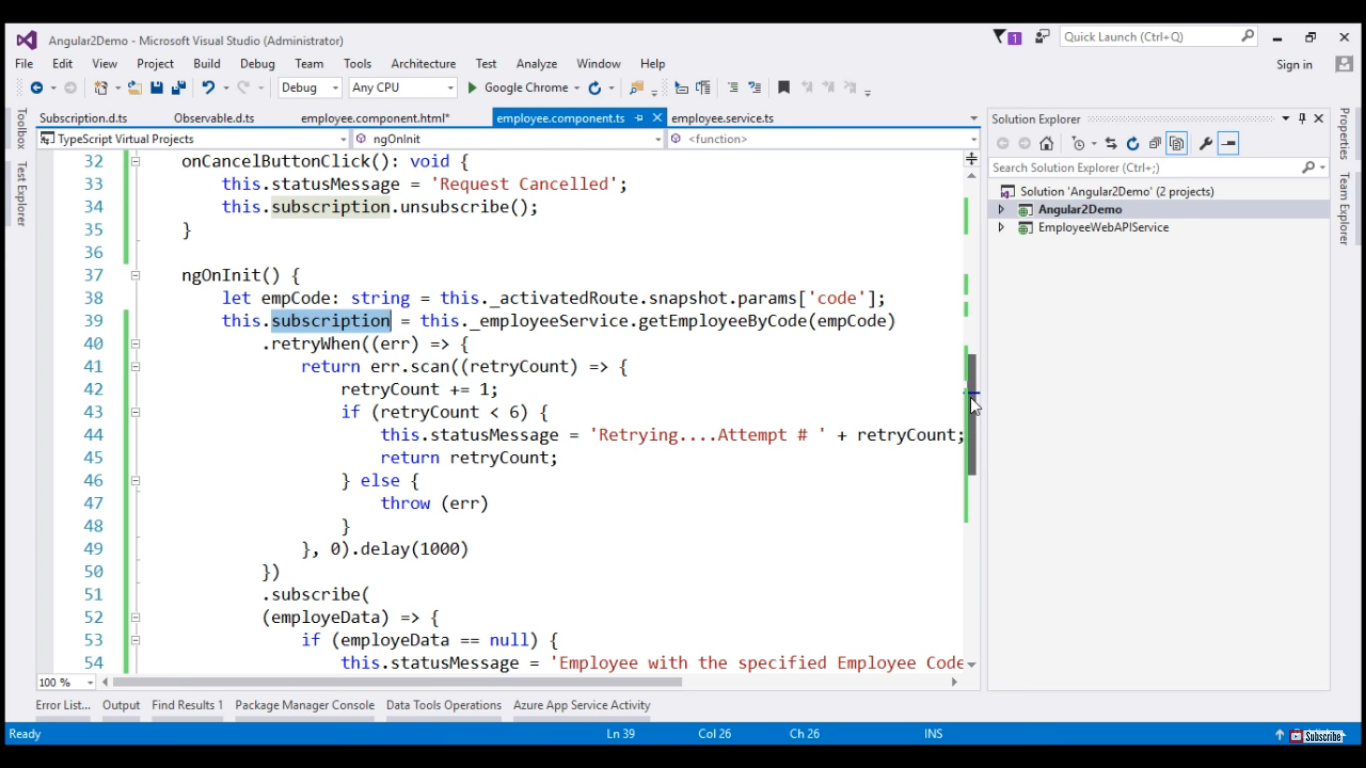 Angular2Demo - Microsoft Visual Studio (Administrator)
1
Quick Launch (Ctrl+Q)
File Edit View Project Build Debug Team Tools Architecture Test Analyze Window Help
Sign in
Debug Any CPU Google Chrome
Subscription.d.ts Observable.d.ts employee.component.html* employee.component.ts employee.service.ts
TypeScript Virtual Projects ngOnInit <function>
32 onCancelButtonClick(): void {
33 this.statusMessage = 'Request Cancelled';
34 this.subscription.unsubscribe();
35 }
36
37 ngOnInit() {
38 let empCode: string = this._activatedRoute.snapshot.params['code'];
39 this.subscription = this._employeeService.getEmployeeByCode(empCode)
40 .retryWhen((err) => {
41 return err.scan((retryCount) => {
42 retryCount += 1;
43 if (retryCount < 6) {
44 this.statusMessage = 'Retrying....Attempt # ' + retryCount;
45 return retryCount;
46 } else {
47 throw (err)
48 }
49 }, 0).delay(1000)
50 })
51 .subscribe(
52 (employeData) => {
53 if (employeData == null) {
54 this.statusMessage = 'Employee with the specified Employee Code
100 %
Toolbox
Test Explorer
Solution Explorer
Search Solution Explorer (Ctrl+;)
Solution 'Angular2Demo' (2 projects)
Angular2Demo
EmployeeWebAPIService
Properties
Team Explorer
Error List... Output Find Results 1 Package Manager Console Data Tools Operations Azure App Service Activity
Ready Ln 39 Col 26 Ch 26 INS
Subscribe